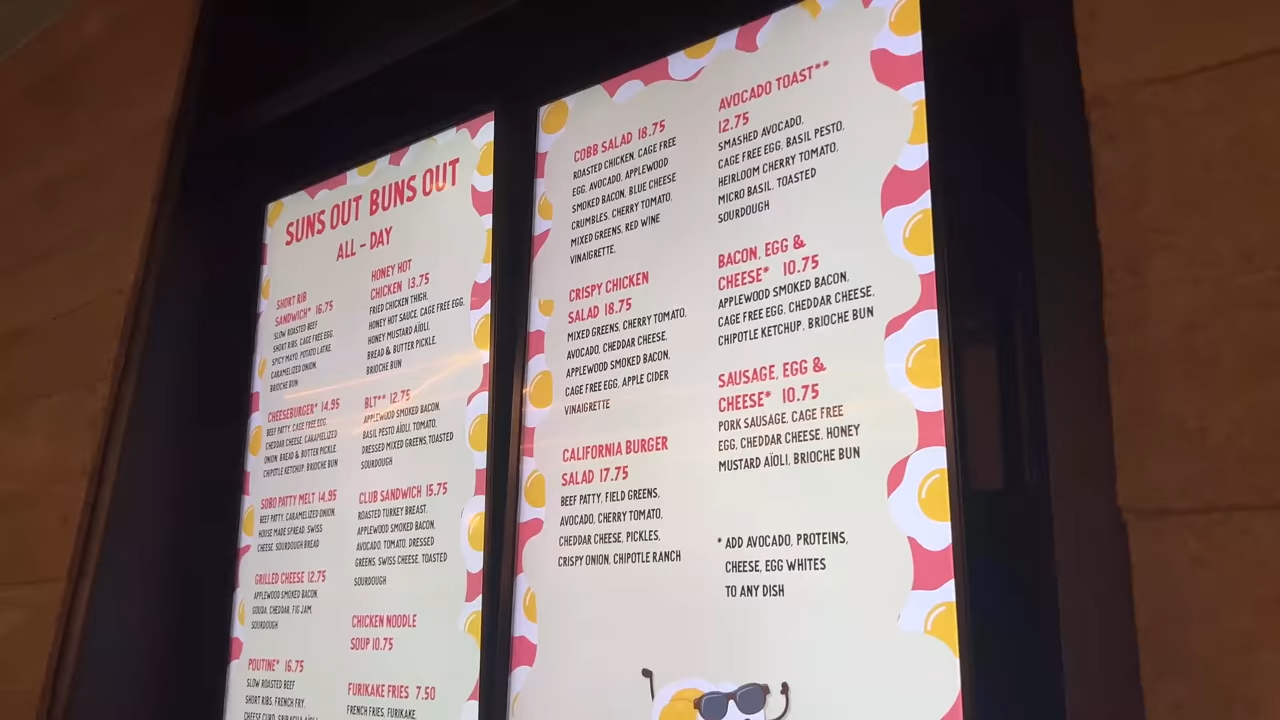 SUNS OUT BUNS OUT
ALL - DAY
SHORT RIB
SANDWICH* 16.75
SLOW ROASTED BEEF
SHORT RIBS, CAGE FREE EGG,
SPICY MAYO, POTATO LATKE,
CARAMELIZED ONION,
BRIOCHE BUN
CHEESEBURGER* 14.95
BEEF PATTY, CAGE FREE EGG,
CHEDDAR CHEESE, CARAMELIZED
ONION, BREAD & BUTTER PICKLE,
CHIPOTLE KETCHUP, BRIOCHE BUN
SOBO PATTY MELT 14.95
BEEF PATTY, CARAMELIZED ONION,
HOUSE MADE SPREAD, SWISS
CHEESE, SOURDOUGH BREAD
GRILLED CHEESE 12.75
APPLEWOOD SMOKED BACON,
GOUDA, CHEDDAR, FIG JAM,
SOURDOUGH
POUTINE* 16.75
SLOW ROASTED BEEF
SHORT RIBS, FRENCH FRY,
CHEESE CURD, SRIRACHA AÏOLI,
HONEY HOT
CHICKEN 13.75
FRIED CHICKEN THIGH,
HONEY HOT SAUCE, CAGE FREE EGG,
HONEY MUSTARD AÏOLI,
BREAD & BUTTER PICKLE,
BRIOCHE BUN
BLT** 12.75
APPLEWOOD SMOKED BACON,
BASIL PESTO AÏOLI, TOMATO,
DRESSED MIXED GREENS, TOASTED
SOURDOUGH
CLUB SANDWICH 15.75
ROASTED TURKEY BREAST,
APPLEWOOD SMOKED BACON,
AVOCADO, TOMATO, DRESSED
GREENS, SWISS CHEESE, TOASTED
SOURDOUGH
CHICKEN NOODLE
SOUP 10.75
FURIKAKE FRIES 7.50
FRENCH FRIES, FURIKAKE,
COBB SALAD 18.75
ROASTED CHICKEN, CAGE FREE
EGG, AVOCADO, APPLEWOOD
SMOKED BACON, BLUE CHEESE
CRUMBLES, CHERRY TOMATO,
MIXED GREENS, RED WINE
VINAIGRETTE,
CRISPY CHICKEN
SALAD 18.75
MIXED GREENS, CHERRY TOMATO,
AVOCADO, CHEDDAR CHEESE,
APPLEWOOD SMOKED BACON,
CAGE FREE EGG, APPLE CIDER
VINAIGRETTE
CALIFORNIA BURGER
SALAD 17.75
BEEF PATTY, FIELD GREENS,
AVOCADO, CHERRY TOMATO,
CHEDDAR CHEESE, PICKLES,
CRISPY ONION, CHIPOTLE RANCH
AVOCADO TOAST**
12.75
SMASHED AVOCADO,
CAGE FREE EGG, BASIL PESTO,
HEIRLOOM CHERRY TOMATO,
MICRO BASIL, TOASTED
SOURDOUGH
BACON, EGG &
CHEESE* 10.75
APPLEWOOD SMOKED BACON,
CAGE FREE EGG, CHEDDAR CHEESE,
CHIPOTLE KETCHUP, BRIOCHE BUN
SAUSAGE, EGG &
CHEESE* 10.75
PORK SAUSAGE, CAGE FREE
EGG, CHEDDAR CHEESE, HONEY
MUSTARD AÏOLI, BRIOCHE BUN
* ADD AVOCADO, PROTEINS,
CHEESE, EGG WHITES
TO ANY DISH